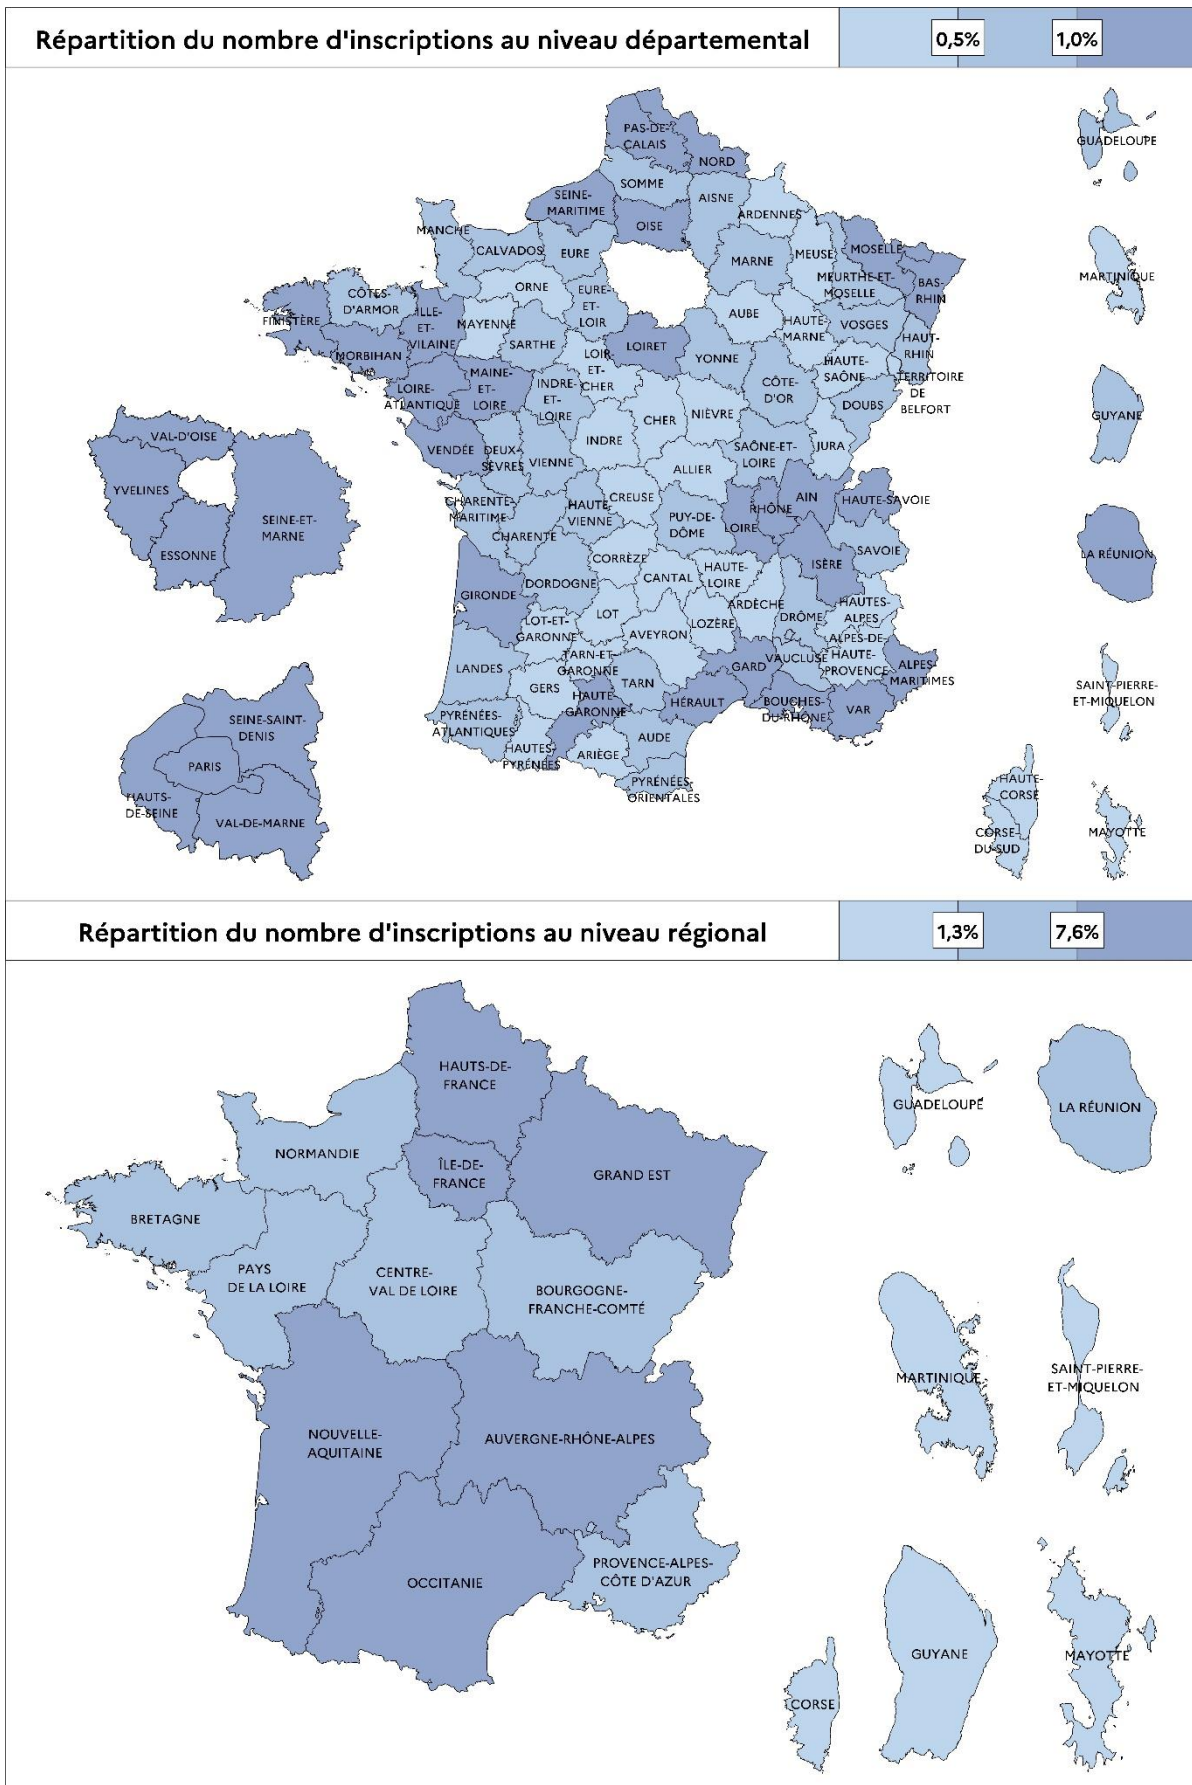 Répartition du nombre d'inscriptions au niveau départemental
0,5%
1,0%
PAS-DE-
CALAIS
NORD
SOMME
SEINE-
MARITIME
OISE
AISNE
ARDENNES
MANCHE
CALVADOS
EURE
MARNE
MEUSE
MOSELLE
MEURTHE-ET-
MOSELLE
BAS-
RHIN
ORNE
EURE-
ET-
LOIR
CÔTES-
D'ARMOR
FINISTÈRE
ILLE-
ET-
VILAINE
MAYENNE
SARTHE
MORBIHAN
LOIR-
ET-
CHER
LOIRET
YONNE
AUBE
HAUTE-
MARNE
VOSGES
HAUT-
RHIN
HAUTE-
SAÔNE
TERRITOIRE
DE
BELFORT
LOIRE-
ATLANTIQUE
MAINE-
ET-
LOIRE
INDRE-
ET-
LOIRE
CÔTE-
D'OR
DOUBS
CHER
NIÈVRE
INDRE
VENDÉE
DEUX-
SÈVRES
VIENNE
SAÔNE-ET-
LOIRE
JURA
ALLIER
CHARENTE-
MARITIME
HAUTE-
VIENNE
CREUSE
PUY-DE-
DÔME
LOIRE
RHÔNE
AIN
HAUTE-SAVOIE
CHARENTE
SAVOIE
CORRÈZE
ISÈRE
DORDOGNE
CANTAL
HAUTE-
LOIRE
GIRONDE
ARDÈCHE
DRÔME
HAUTES-
ALPES
LOT-ET-
GARONNE
LOT
AVEYRON
LOZÈRE
ALPES-DE-
HAUTE-
PROVENCE
ALPES-
MARITIMES
TARN-ET-
GARONNE
LANDES
GERS
TARN
GARD
VAUCLUSE
HAUTE-
GARONNE
HÉRAULT
BOUCHES-
DU-RHÔNE
VAR
PYRÉNÉES-
ATLANTIQUES
HAUTES-
PYRÉNÉES
ARIÈGE
AUDE
PYRÉNÉES-
ORIENTALES
VAL-D'OISE
YVELINES
SEINE-ET-
MARNE
ESSONNE
SEINE-SAINT-
DENIS
PARIS
HAUTS-
DE-SEINE
VAL-DE-MARNE
GUADELOUPE
MARTINIQUE
GUYANE
LA RÉUNION
SAINT-PIERRE-
ET-MIQUELON
HAUTE-
CORSE
CORSE-
DU-SUD
MAYOTTE
Répartition du nombre d'inscriptions au niveau régional
1,3%
7,6%
HAUTS-DE-
FRANCE
NORMANDIE
ÎLE-DE-
FRANCE
GRAND EST
BRETAGNE
PAYS
DE LA LOIRE
CENTRE-
VAL DE LOIRE
BOURGOGNE-
FRANCHE-COMTÉ
NOUVELLE-
AQUITAINE
AUVERGNE-RHÔNE-ALPES
OCCITANIE
PROVENCE-ALPES-
CÔTE D'AZUR
GUADELOUPE
LA RÉUNION
MARTINIQUE
SAINT-PIERRE-
ET-MIQUELON
GUYANE
MAYOTTE
CORSE